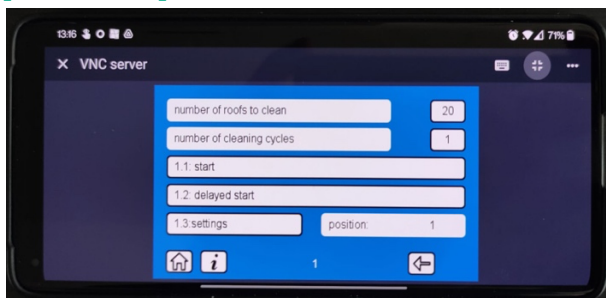 13:16 71%
VNC server
number of roofs to clean 20
number of cleaning cycles 1
1.1: start
1.2: delayed start
1.3:settings position: 1
i 1